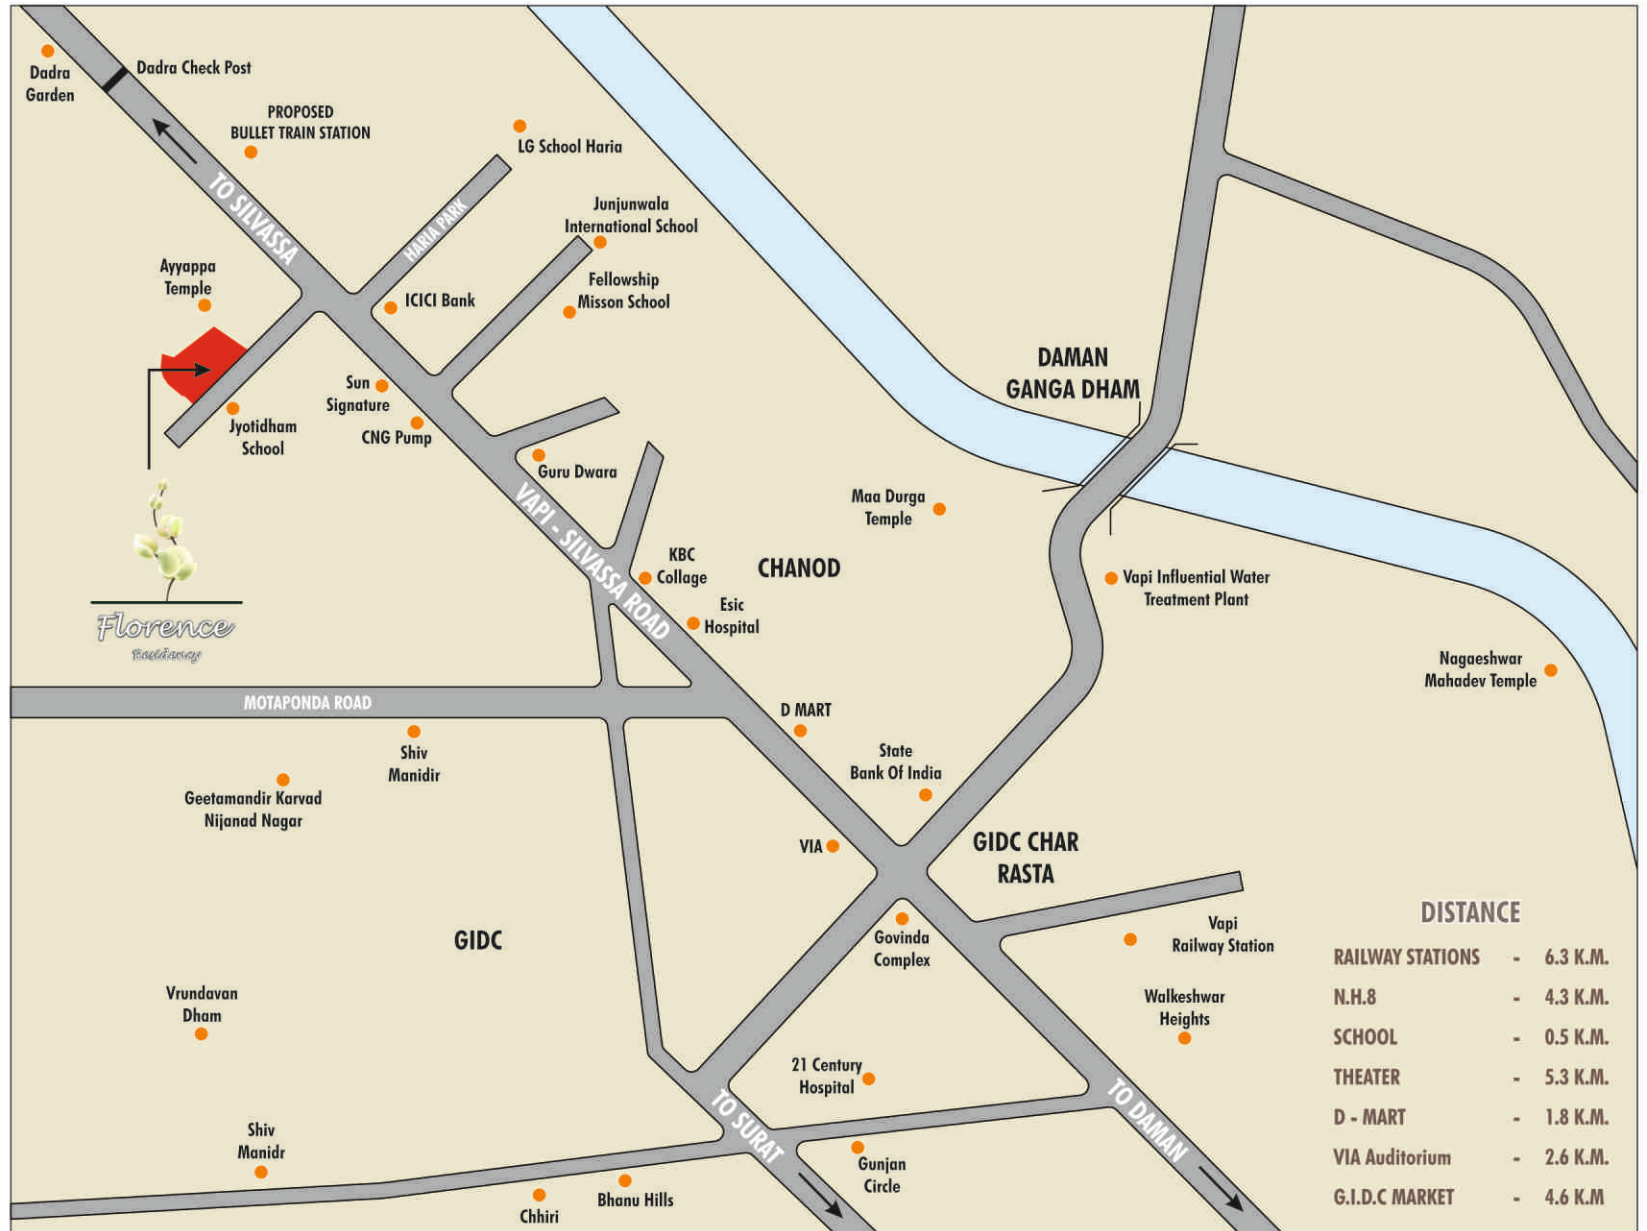 Dadra
Garden
Dadra Check Post
PROPOSED
BULLET TRAIN STATION
LG School Haria
TO SILVASSA
HARIA PARK
Junjunwala
International School
Ayyappa
Temple
ICICI Bank
Fellowship
Misson School
Sun
Signature
CNG Pump
Jyotidham
School
Guru Dwara
DAMAN
GANGA DHAM
VAPI - SILVASSA ROAD
Maa Durga
Temple
KBC
Collage
CHANOD
Vapi Influential Water
Treatment Plant
Esic
Hospital
Florence
Residency
Nagaeshwar
Mahadev Temple
MOTAPONDA ROAD
D MART
Shiv
Manidir
State
Bank Of India
Geetamandir Karvad
Nijanad Nagar
VIA
GIDC CHAR
RASTA
GIDC
Govinda
Complex
Vapi
Railway Station
Vrundavan
Dham
Walkeshwar
Heights
21 Century
Hospital
TO SURAT
TO DAMAN
Shiv
Manidr
Gunjan
Circle
Bhanu Hills
Chhiri
DISTANCE
RAILWAY STATIONS - 6.3 K.M.
N.H.8 - 4.3 K.M.
SCHOOL - 0.5 K.M.
THEATER - 5.3 K.M.
D - MART - 1.8 K.M.
VIA Auditorium - 2.6 K.M.
G.I.D.C MARKET - 4.6 K.M